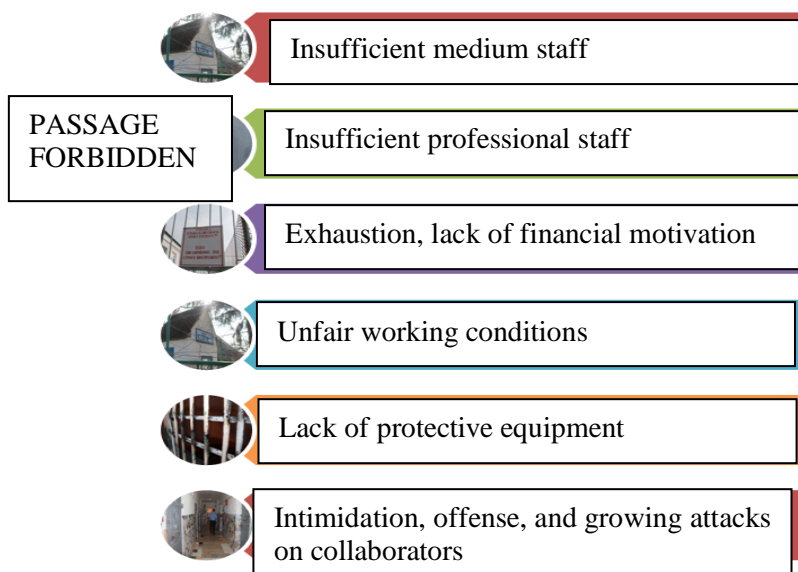 Insufficient medium staff
PASSAGE
FORBIDDEN
Insufficient professional staff
Exhaustion, lack of financial motivation
Unfair working conditions
Lack of protective equipment
Intimidation, offense, and growing attacks
on collaborators